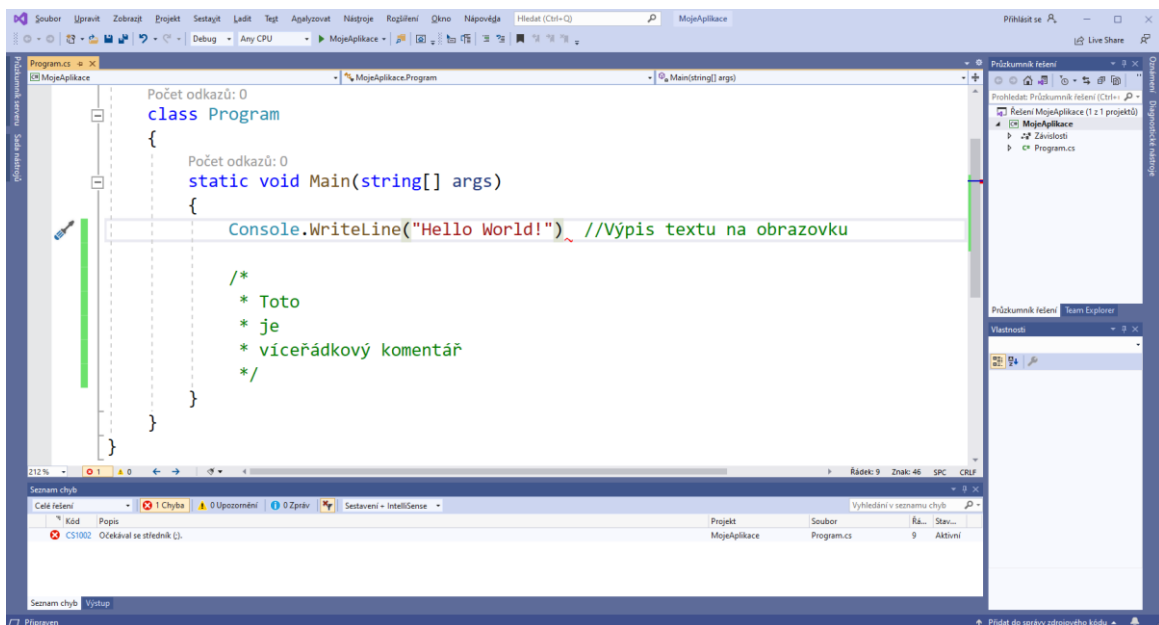 Soubor Upravit Zobrazit Projekt Sestavit Ladit Test Analyzovat Nástroje Rozšíření Okno Nápověda Hledat (Ctrl+Q) MojeAplikace Přihlásit se
Debug Any CPU MojeAplikace Live Share
Průzkumník serveru
Sada nástrojů
Program.cs
MojeAplikace MojeAplikace.Program Main(string[] args)
Počet odkazů: 0
class Program
{
Počet odkazů: 0
static void Main(string[] args)
{
Console.WriteLine("Hello World!") //Výpis textu na obrazovku
/*
* Toto
* je
* víceřádkový komentář
*/
}
}
}
212 % 1 0 Řádek: 9 Znak: 46 SPC CRLF
Seznam chyb
Celé řešení 1 Chyba 0 Upozornění 0 Zpráv Sestavení + IntelliSense Vyhledání v seznamu chyb
Kód Popis Projekt Soubor Řá... Stav...
CS1002 Očekával se středník (;). MojeAplikace Program.cs 9 Aktivní
Seznam chyb Výstup
Průzkumník řešení
Prohledat: Průzkumník řešení (Ctrl+
Řešení MojeAplikace (1 z 1 projektů)
MojeAplikace
Závislosti
Program.cs
Průzkumník řešení Team Explorer
Vlastnosti
Oznámení
Diagnostické nástroje
Připraven Přidat do správy zdrojového kódu